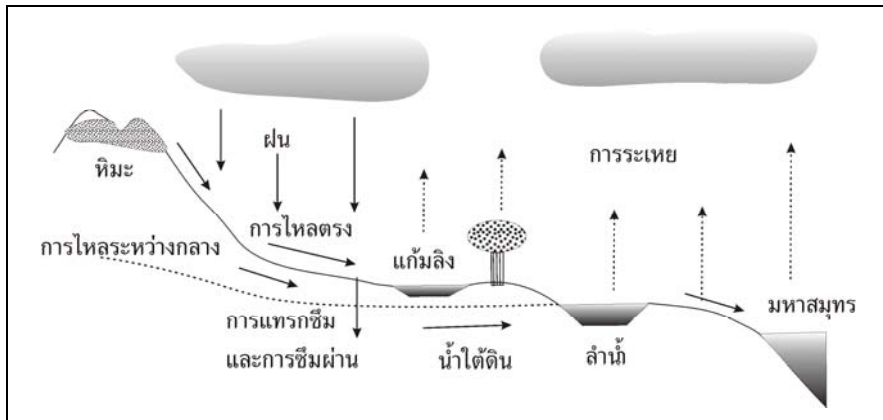 หิมะ
ฝน
การระเหย
การไหลตรง
การไหลระหว่างกลาง
แก้มลิง
มหาสมุทร
การแทรกซึม
และการซึมผ่าน
น้ำใต้ดิน
ลำน้ำ